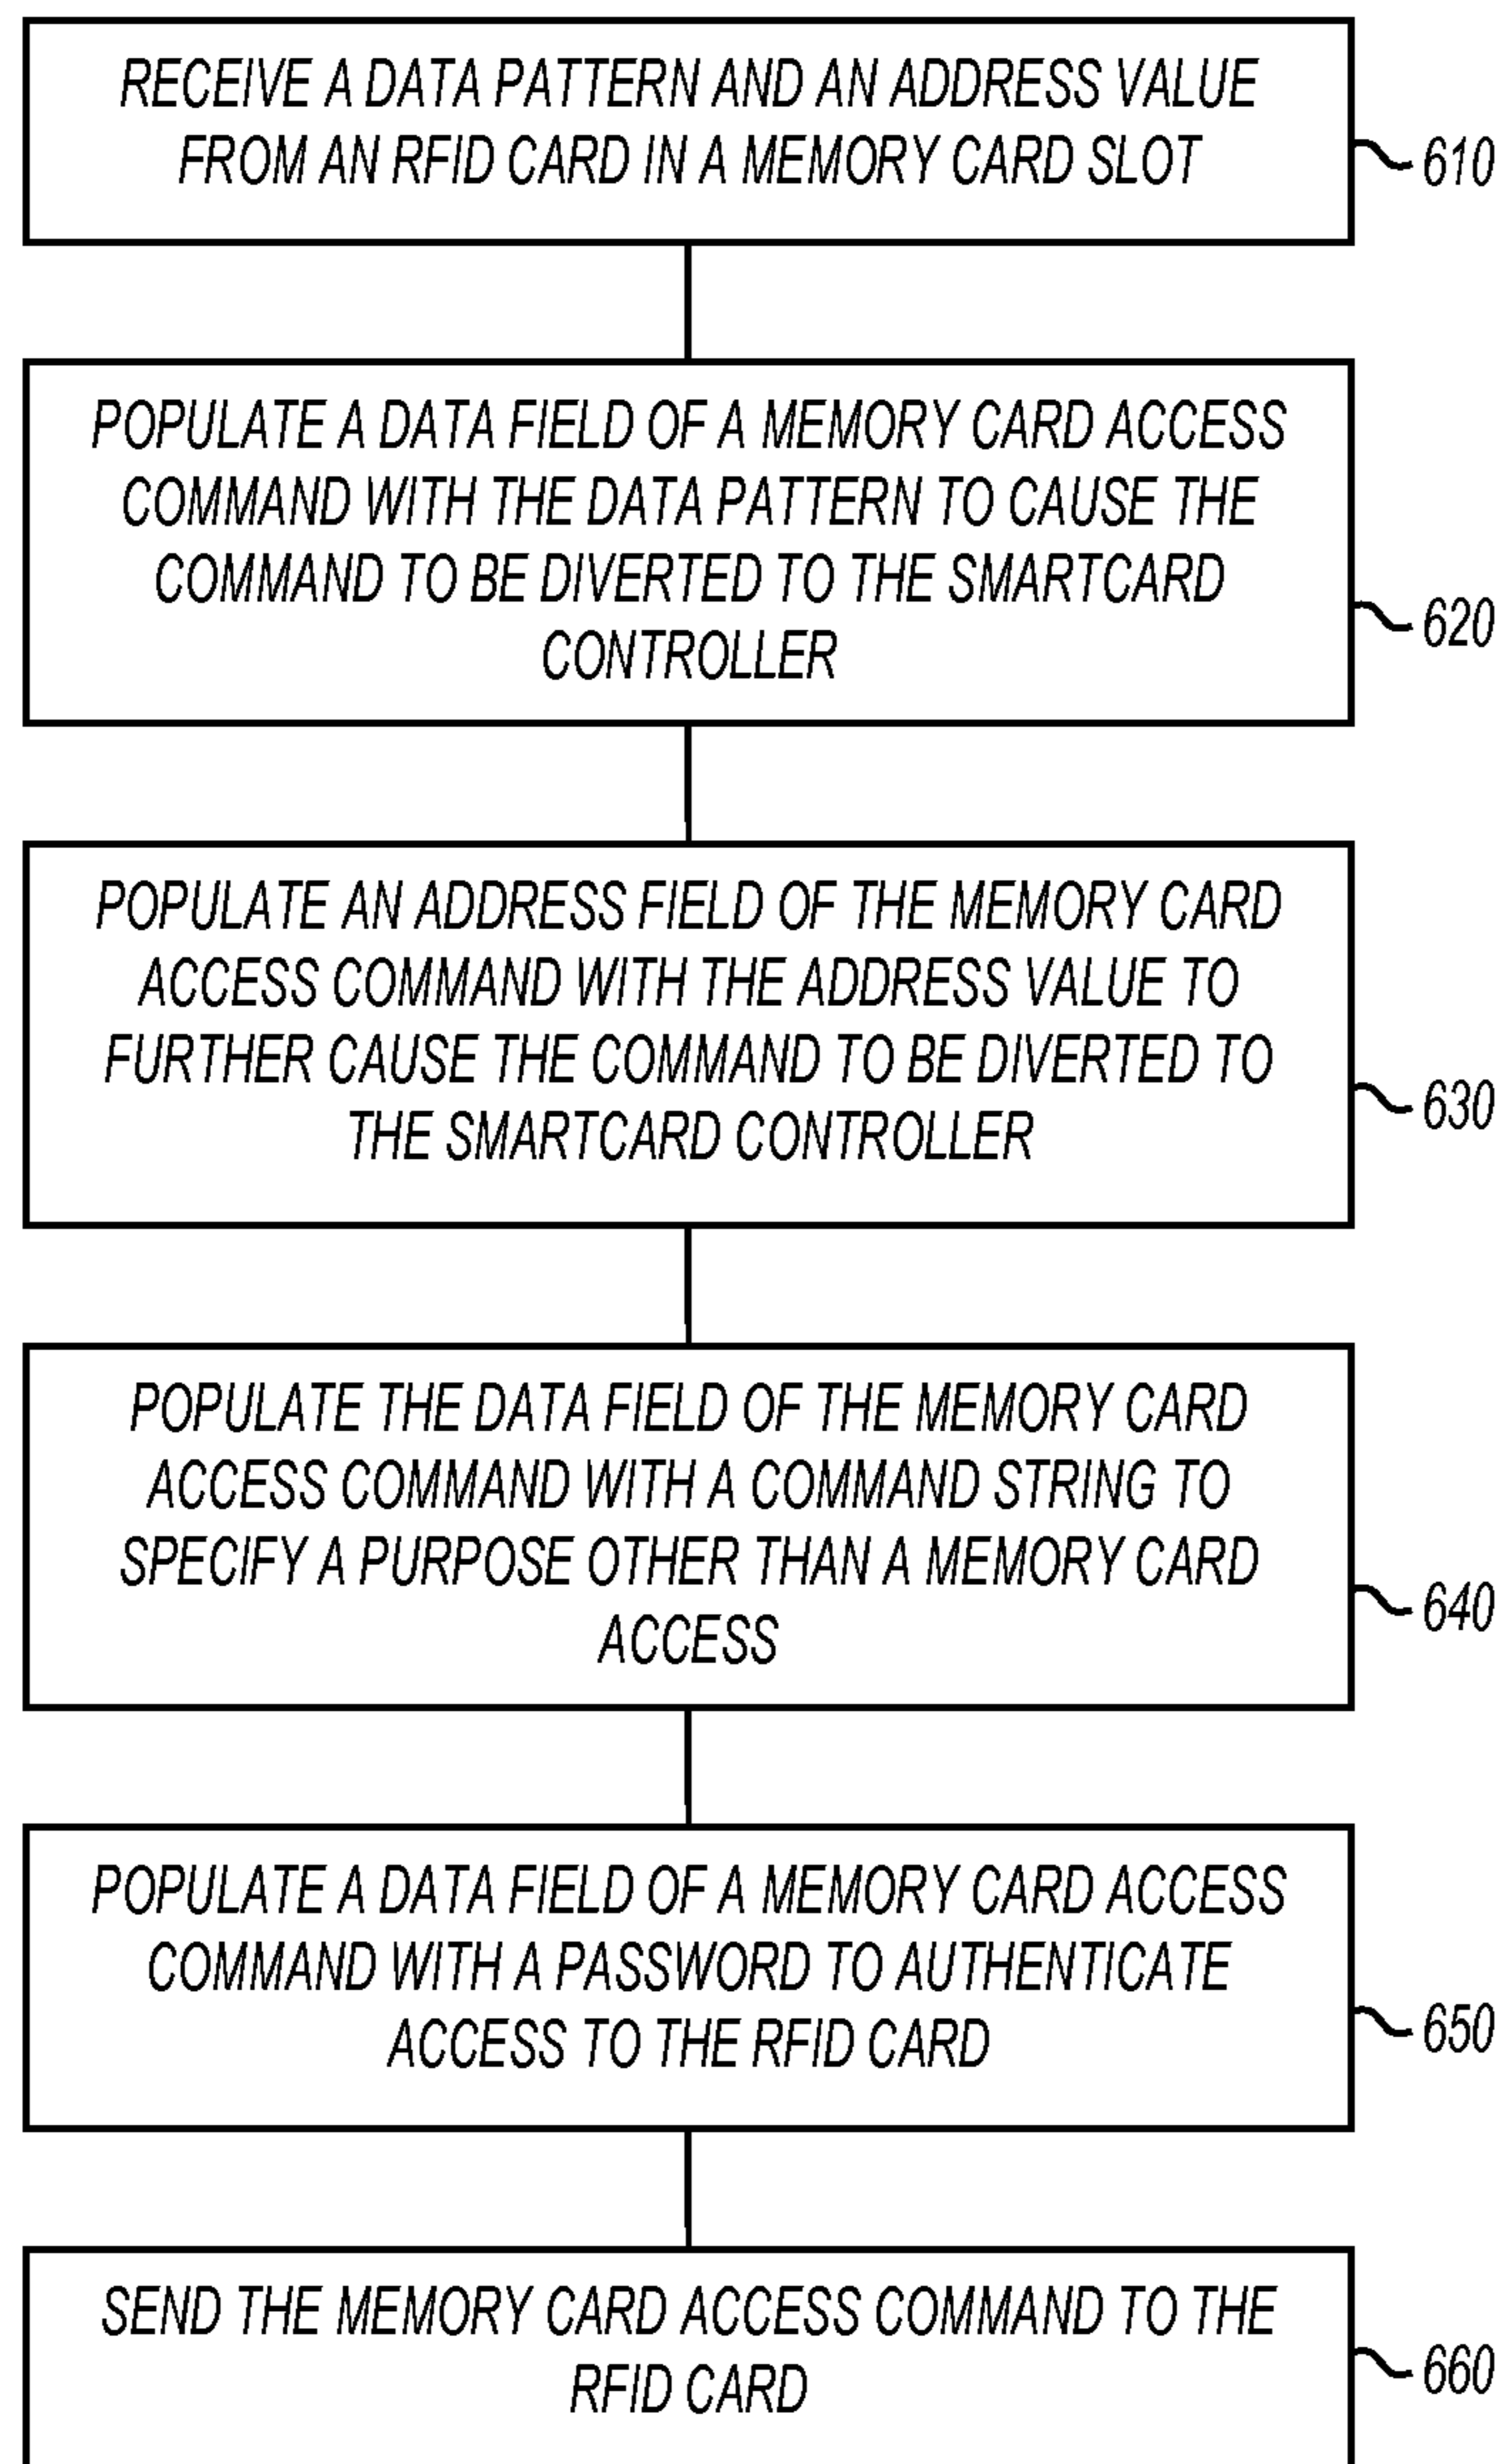 RECEIVE A DATA PATTERN AND AN ADDRESS VALUE
FROM AN RFID CARD IN A MEMORY CARD SLOT
610
POPULATE A DATA FIELD OF A MEMORY CARD ACCESS
COMMAND WITH THE DATA PATTERN TO CAUSE THE
COMMAND TO BE DIVERTED TO THE SMARTCARD
CONTROLLER
620
POPULATE AN ADDRESS FIELD OF THE MEMORY CARD
ACCESS COMMAND WITH THE ADDRESS VALUE TO
FURTHER CAUSE THE COMMAND TO BE DIVERTED TO
THE SMARTCARD CONTROLLER
630
POPULATE THE DATA FIELD OF THE MEMORY CARD
ACCESS COMMAND WITH A COMMAND STRING TO
SPECIFY A PURPOSE OTHER THAN A MEMORY CARD
ACCESS
640
POPULATE A DATA FIELD OF A MEMORY CARD ACCESS
COMMAND WITH A PASSWORD TO AUTHENTICATE
ACCESS TO THE RFID CARD
650
SEND THE MEMORY CARD ACCESS COMMAND TO THE
RFID CARD
660